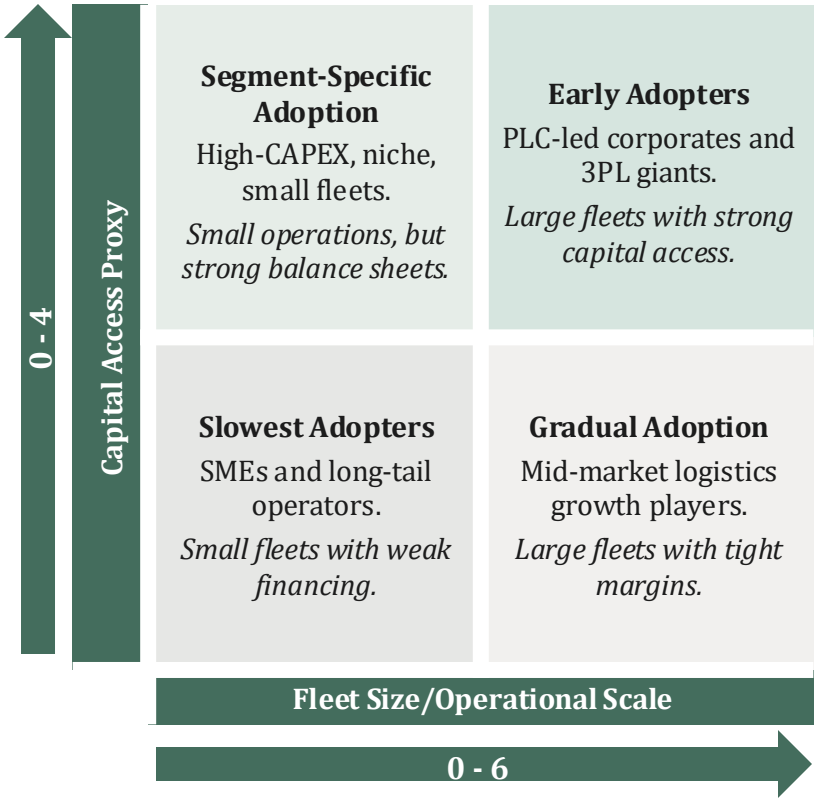 0 - 4
Capital Access Proxy
Segment-Specific
Adoption
High-CAPEX, niche,
small fleets.
Small operations, but
strong balance sheets.
Early Adopters
PLC-led corporates and
3PL giants.
Large fleets with strong
capital access.
Slowest Adopters
SMEs and long-tail
operators.
Small fleets with weak
financing.
Gradual Adoption
Mid-market logistics
growth players.
Large fleets with tight
margins.
Fleet Size/Operational Scale
0 - 6